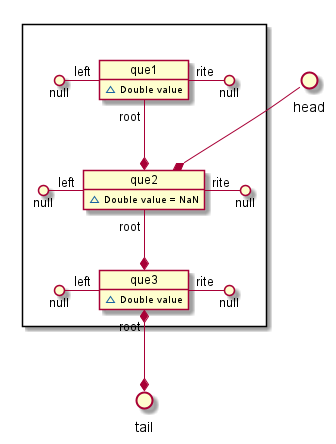 que1
left
rite
null
null
Double value
root
head
que2
left
rite
null
null
Double value = NaN
root
que3
left
rite
null
null
Double value
root
tail